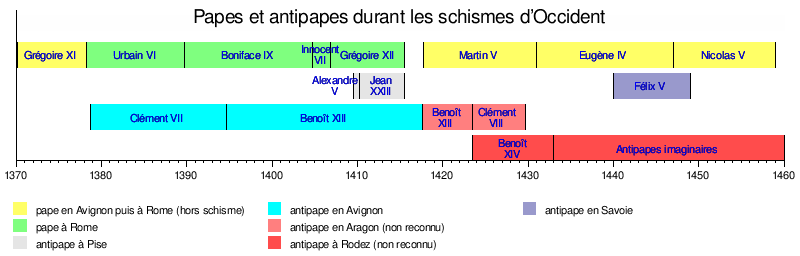 Papes et antipapes durant les schismes d'Occident
Grégoire XI
Urbain VI
Boniface IX
Innocent
VII
Grégoire XII
Martin V
Eugène IV
Nicolas V
Alexandre
V
Jean
XXIII
Félix V
Clément VII
Benoît XIII
Benoît
XIII
Clément
VIII
Benoît
XIV
Antipapes imaginaires
1370
1380
1390
1400
1410
1420
1430
1440
1450
1460
pape en Avignon puis à Rome (hors schisme)
pape à Rome
antipape à Pise
antipape en Avignon
antipape en Aragon (non reconnu)
antipape à Rodez (non reconnu)
antipape en Savoie